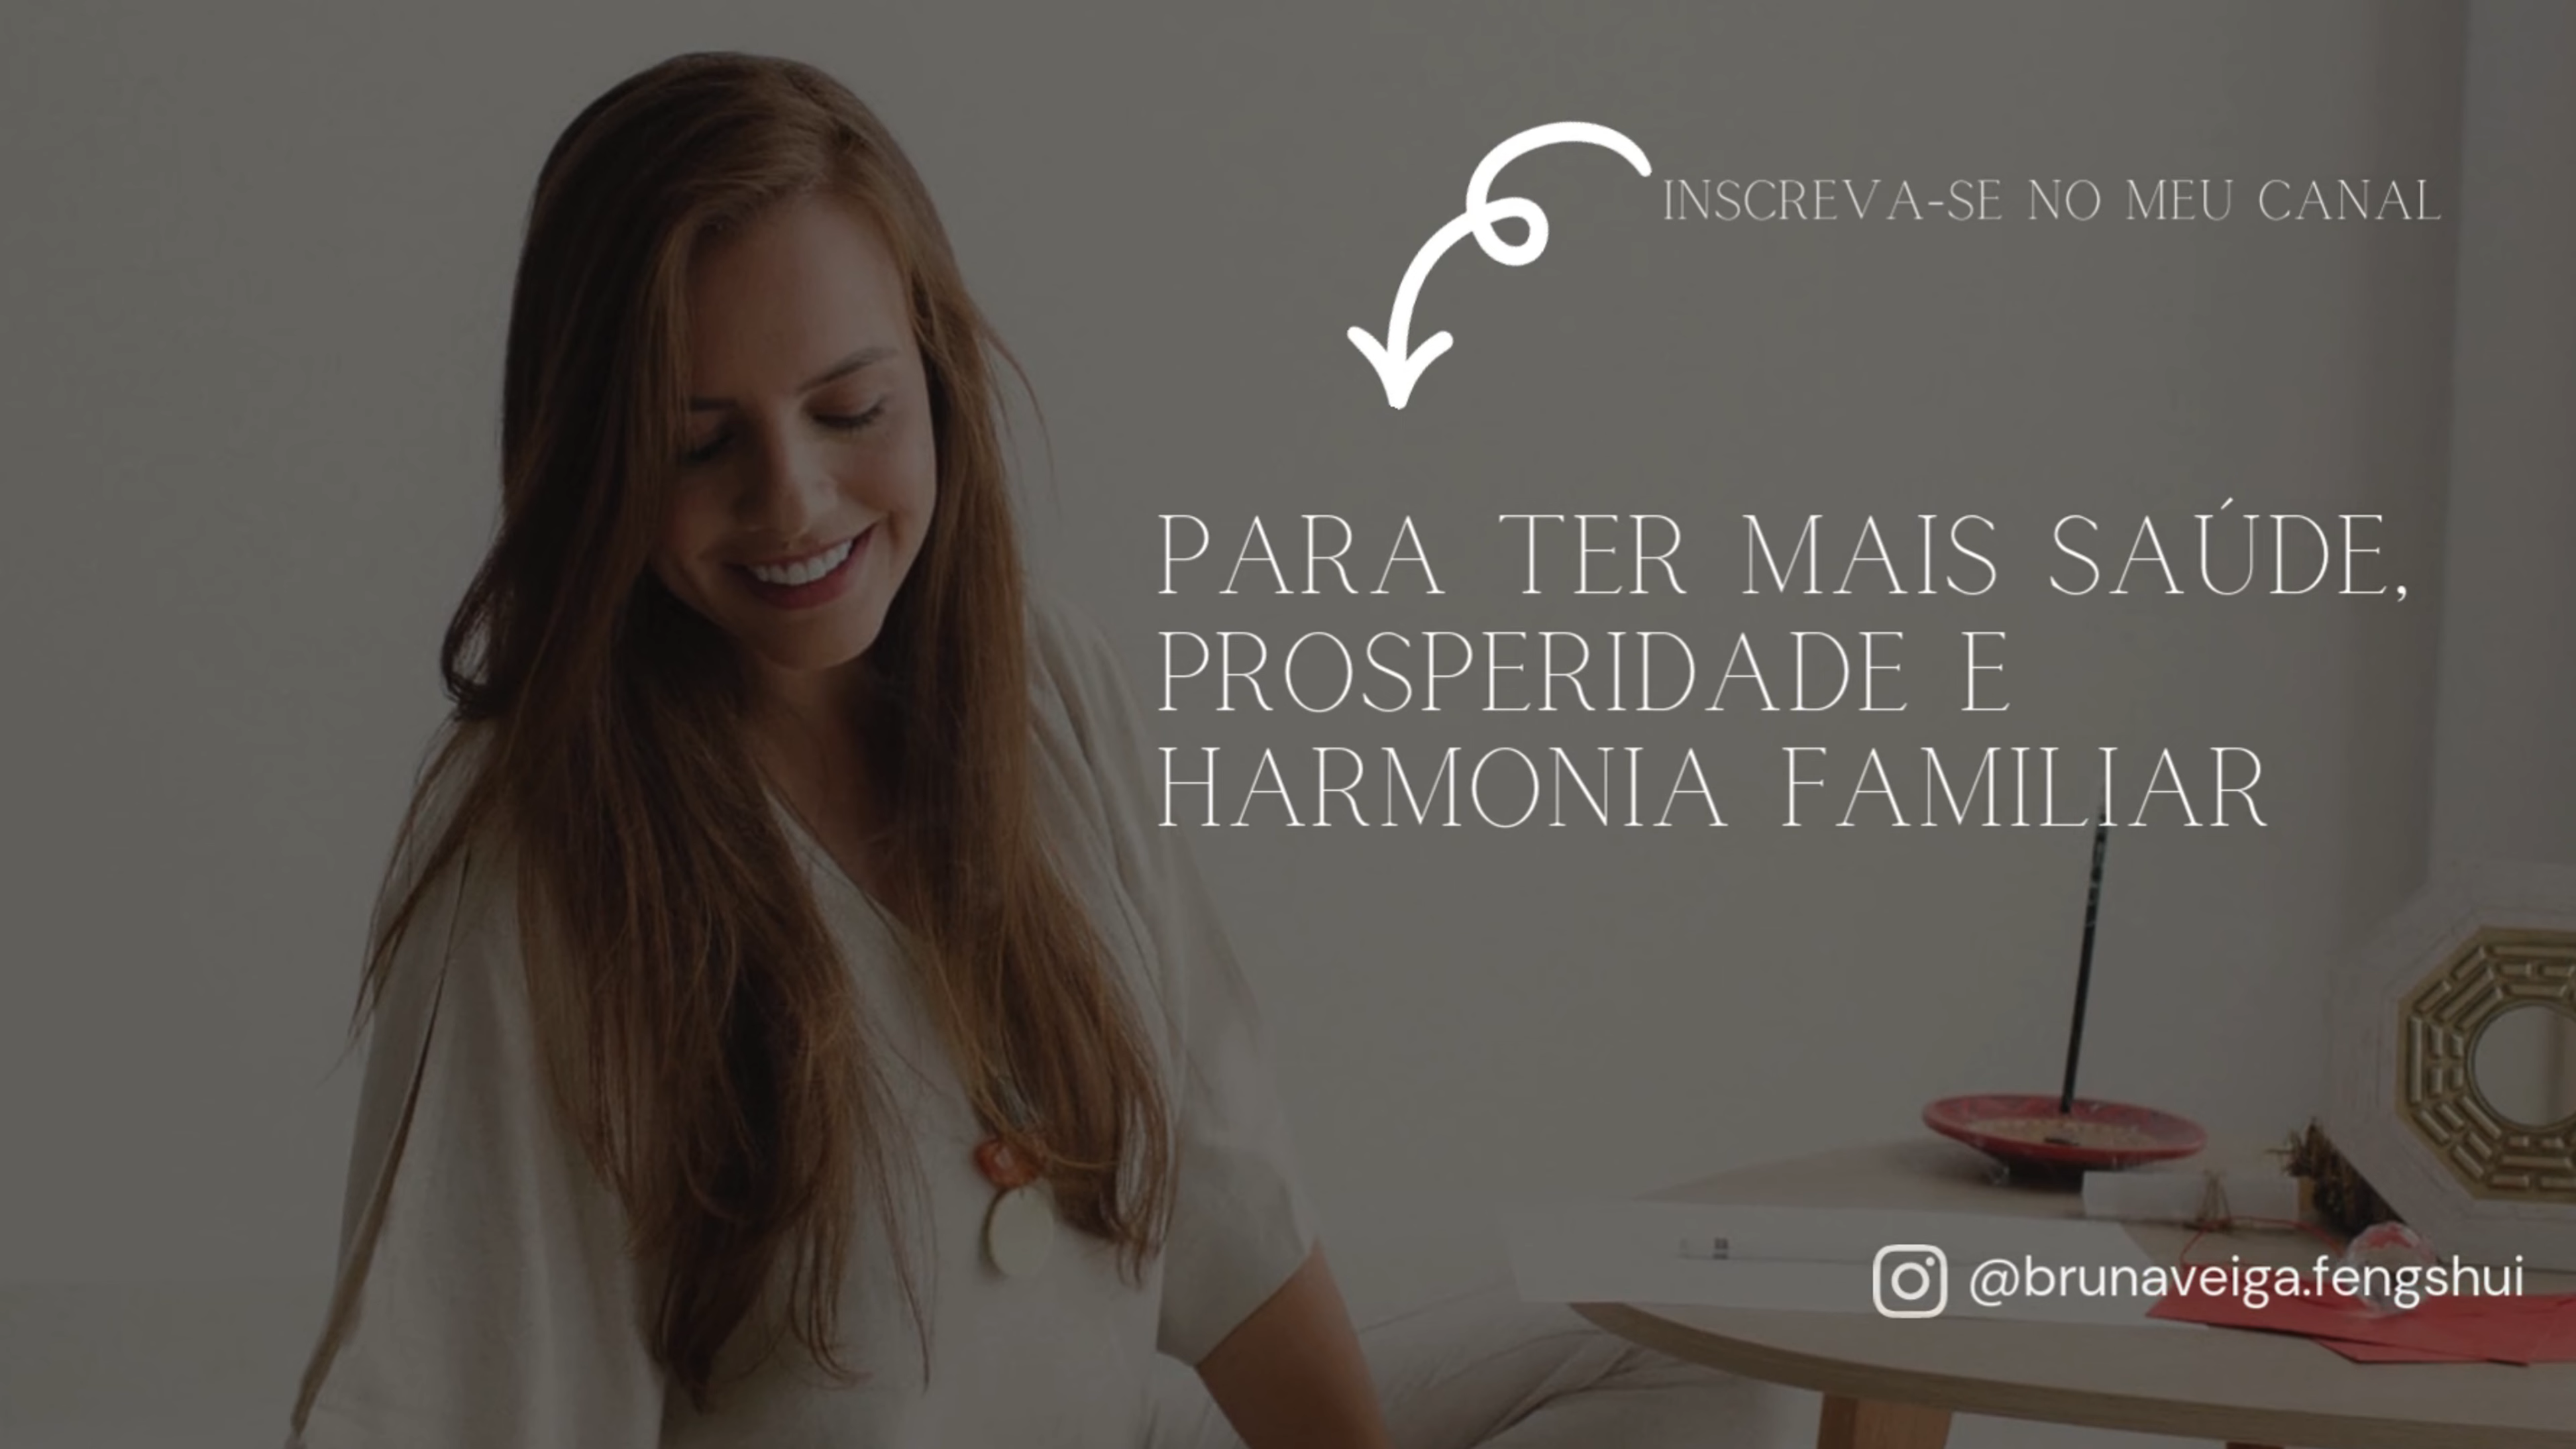 INSCREVA-SE NO MEU CANAL
PARA TER MAIS SAÚDE,
PROSPERIDADE E
HARMONIA FAMILIAR
@brunaveiga.fengshui